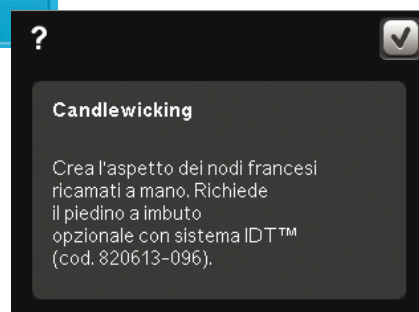 ?
Candlewicking
Crea l'aspetto dei nodi francesi
ricamati a mano. Richiede
il piedino a imbuto
opzionale con sistema IDT™
(cod. 820613-096).